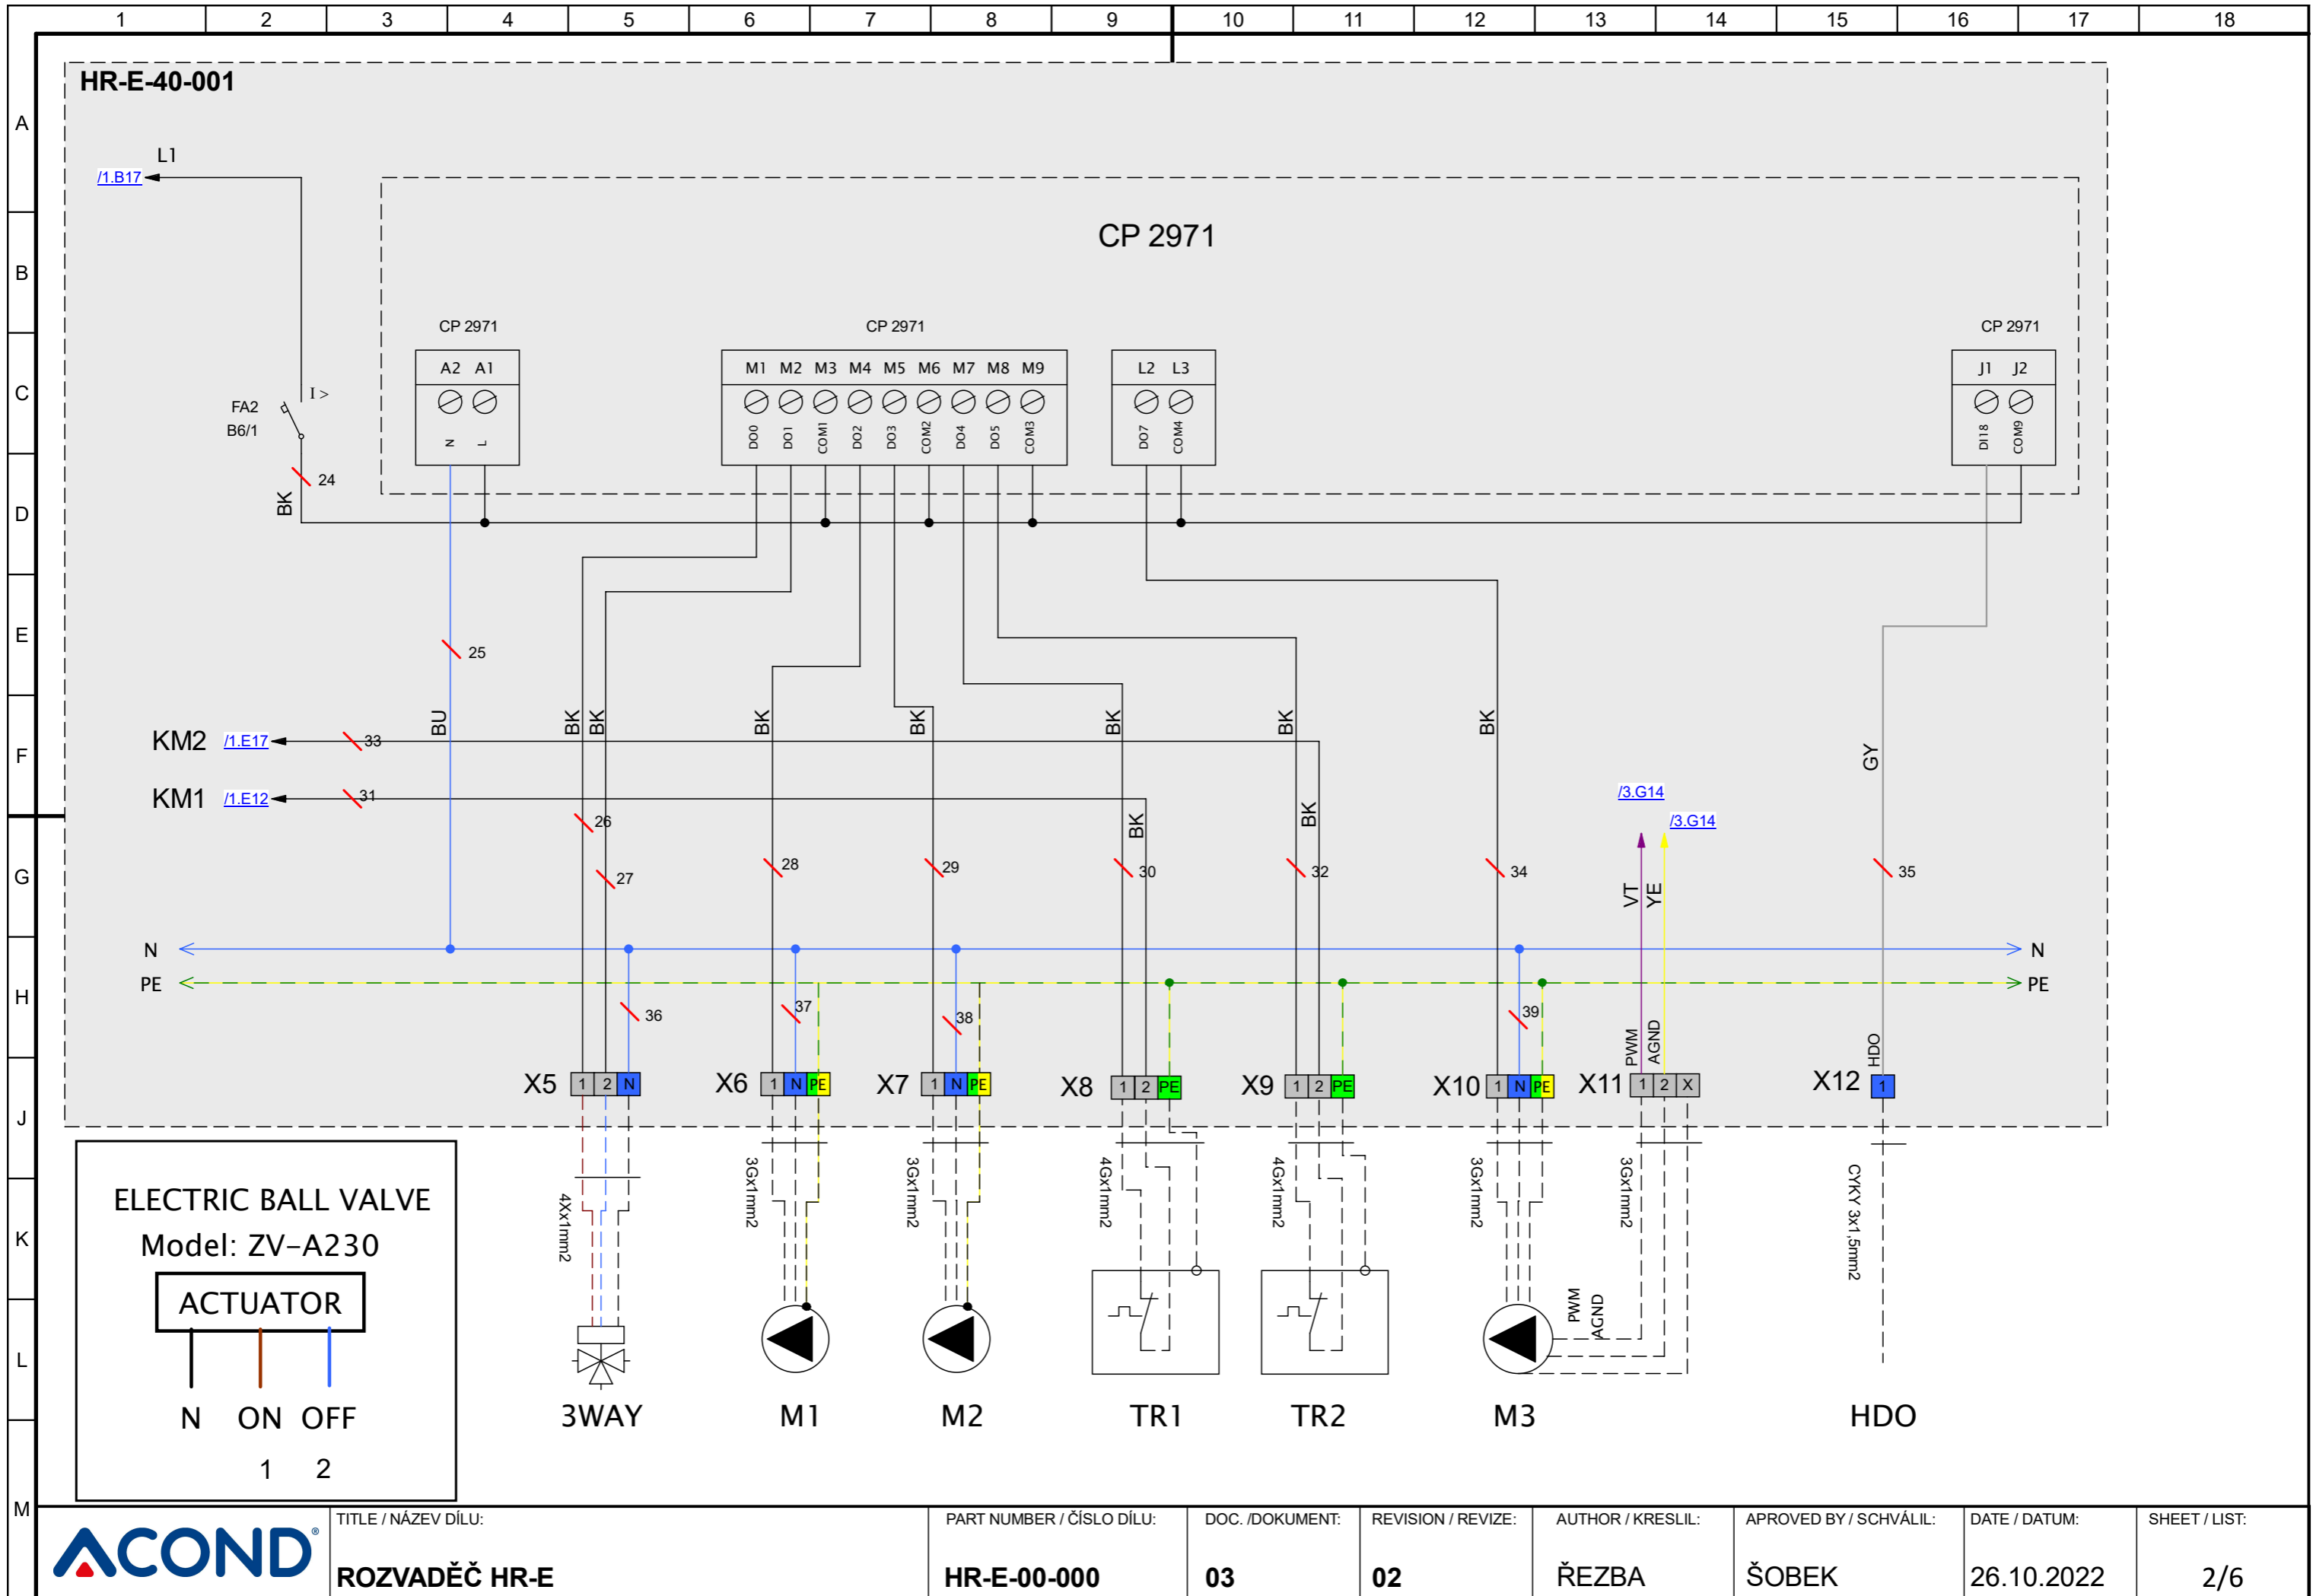 1 2 3 4 5 6 7 8 9 10 11 12 13 14 15 16 17 18
A
B
C
D
E
F
G
H
J
K
L
M
HR-E-40-001
L1
/1.B17
CP 2971
CP 2971
CP 2971
CP 2971
A2 A1
M1 M2 M3 M4 M5 M6 M7 M8 M9
L2 L3
J1 J2
I >
FA2
B6/1
N L
DO0 DO1 COM1 DO2 DO3 COM2 DO4 DO5 COM3
DO7 COM4
DI18 COM9
24
BK
25
BU BK BK BK BK BK BK BK
KM2 /1.E17 33
KM1 /1.E12 31
GY
/3.G14
/3.G14
26
BK BK
27 28 29 30 32 34 35
VT YE
N N
PE PE
36 37 38 39
PWM AGND HDO
X5 1 2 N
X6 1 N PE
X7 1 N PE
X8 1 2 PE
X9 1 2 PE
X10 1 N PE
X11 1 2 X
X12 1
4Xx1mm2
3Gx1mm2
3Gx1mm2
4Gx1mm2
4Gx1mm2
3Gx1mm2
3Gx1mm2
CYKY 3x1,5mm2
ELECTRIC BALL VALVE
Model: ZV-A230
ACTUATOR
N ON OFF
1 2
PWM
AGND
3WAY M1 M2 TR1 TR2 M3 HDO
ACOND®
TITLE / NÁZEV DÍLU:
ROZVADĚČ HR-E
PART NUMBER / ČÍSLO DÍLU:
HR-E-00-000
DOC. /DOKUMENT:
03
REVISION / REVIZE:
02
AUTHOR / KRESLIL:
ŘEZBA
APROVED BY / SCHVÁLIL:
ŠOBEK
DATE / DATUM:
26.10.2022
SHEET / LIST:
2/6